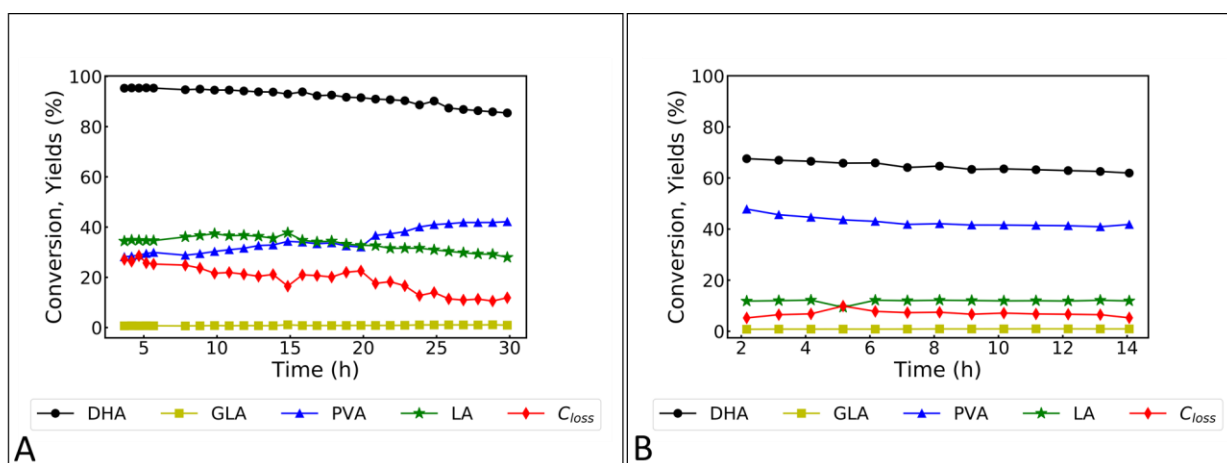 100
80
60
40
20
0
Conversion, Yields (%)
5 10 15 20 25 30
Time (h)
DHA GLA PVA LA C_loss
A
100
80
60
40
20
0
Conversion, Yields (%)
2 4 6 8 10 12 14
Time (h)
DHA GLA PVA LA C_loss
B